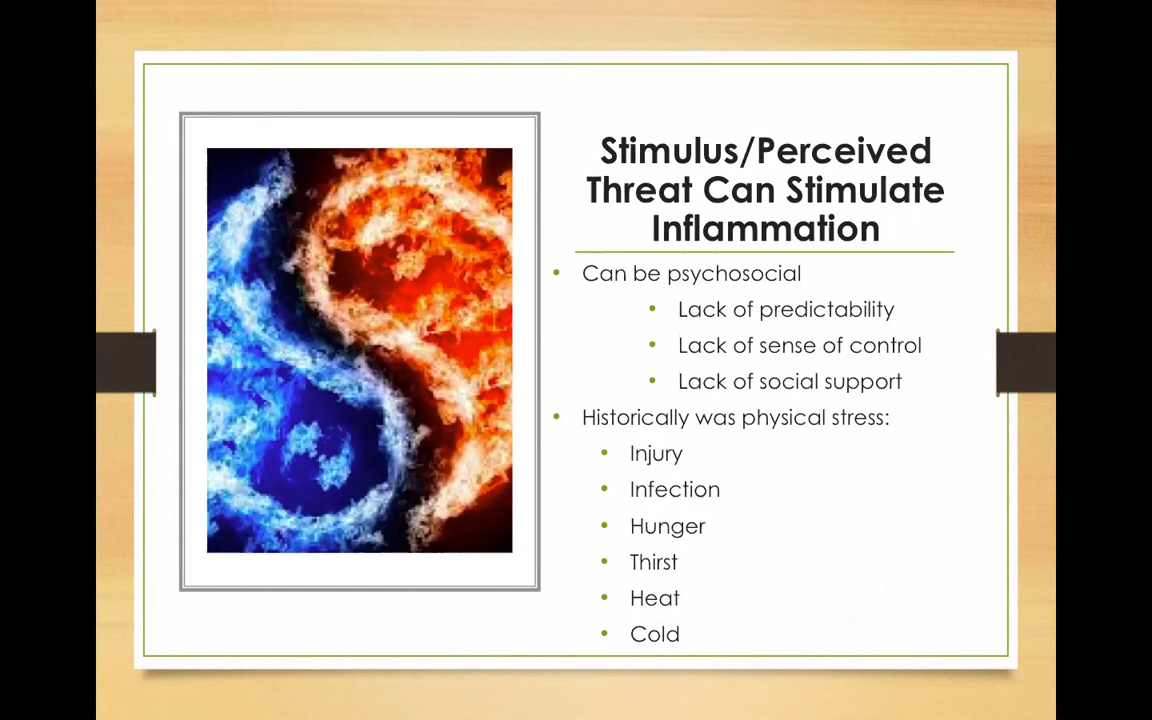 Stimulus/Perceived
Threat Can Stimulate
Inflammation
• Can be psychosocial
• Lack of predictability
• Lack of sense of control
• Lack of social support
• Historically was physical stress:
• Injury
• Infection
• Hunger
• Thirst
• Heat
• Cold